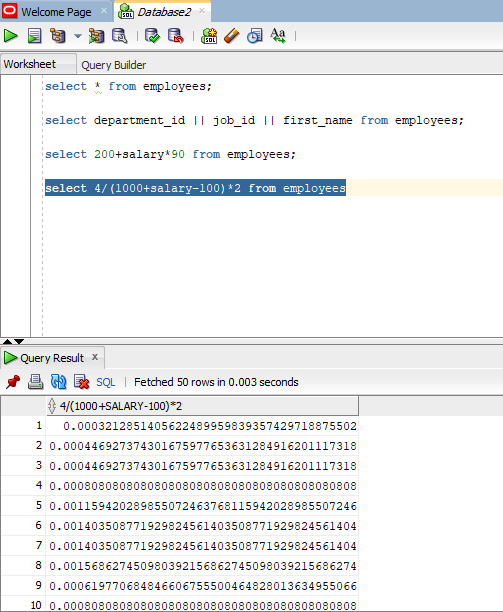 Welcome Page
Database2
Worksheet
Query Builder
select * from employees;
select department_id || job_id || first_name from employees;
select 200+salary*90 from employees;
select 4/(1000+salary-100)*2 from employees
Query Result
SQL | Fetched 50 rows in 0.003 seconds
4/(1000+SALARY-100)*2
1 0.0003212851405622489959839357429718875502
2 0.000446927374301675977653631284916201117318
3 0.000446927374301675977653631284916201117318
4 0.000808080808080808080808080808080808080808
5 0.001159420289855072463768115942028985507246
6 0.001403508771929824561403508771929824561404
7 0.001403508771929824561403508771929824561404
8 0.001568627450980392156862745098039215686274
9 0.000619770684846606755500464828013634955066
10 0.000808080808080808080808080808080808080808